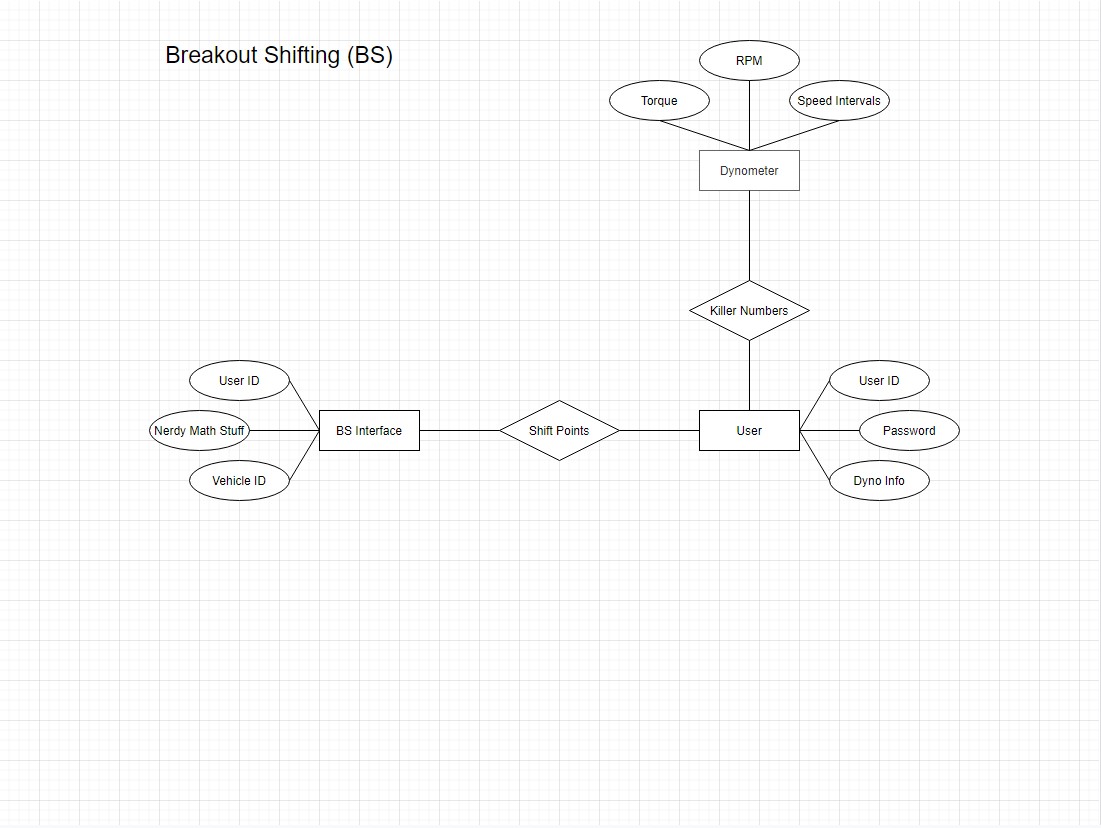 Breakout Shifting (BS)
RPM
Torque
Speed Intervals
Dynometer
Killer Numbers
User ID
User ID
Nerdy Math Stuff
BS Interface
Shift Points
User
Password
Vehicle ID
Dyno Info